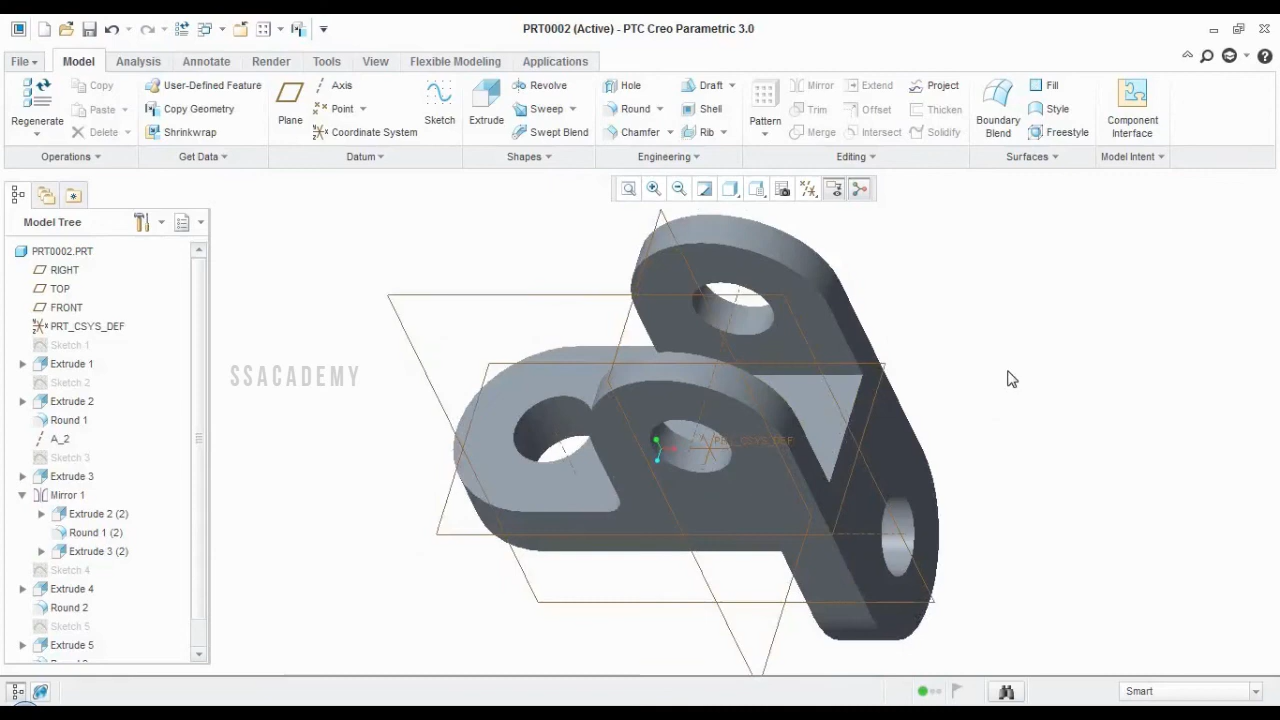 PRT0002 (Active) - PTC Creo Parametric 3.0
File Model Analysis Annotate Render Tools View Flexible Modeling Applications
Copy User-Defined Feature Axis Revolve Hole Draft Mirror Extend Project Fill
Paste Copy Geometry Point Sweep Round Shell Trim Offset Thicken Style
Regenerate Plane Sketch Extrude Pattern Boundary Blend Component Interface
Delete Shrinkwrap Coordinate System Swept Blend Chamfer Rib Merge Intersect Solidify Freestyle
Operations Get Data Datum Shapes Engineering Editing Surfaces Model Intent
Model Tree
PRT0002.PRT
RIGHT
TOP
FRONT
PRT_CSYS_DEF
Sketch 1
Extrude 1
Sketch 2
Extrude 2
Round 1
A_2
Sketch 3
Extrude 3
Mirror 1
Extrude 2 (2)
Round 1 (2)
Extrude 3 (2)
Sketch 4
Extrude 4
Round 2
Sketch 5
Extrude 5
SSACADEMY
PRT_CSYS_DEF
Smart